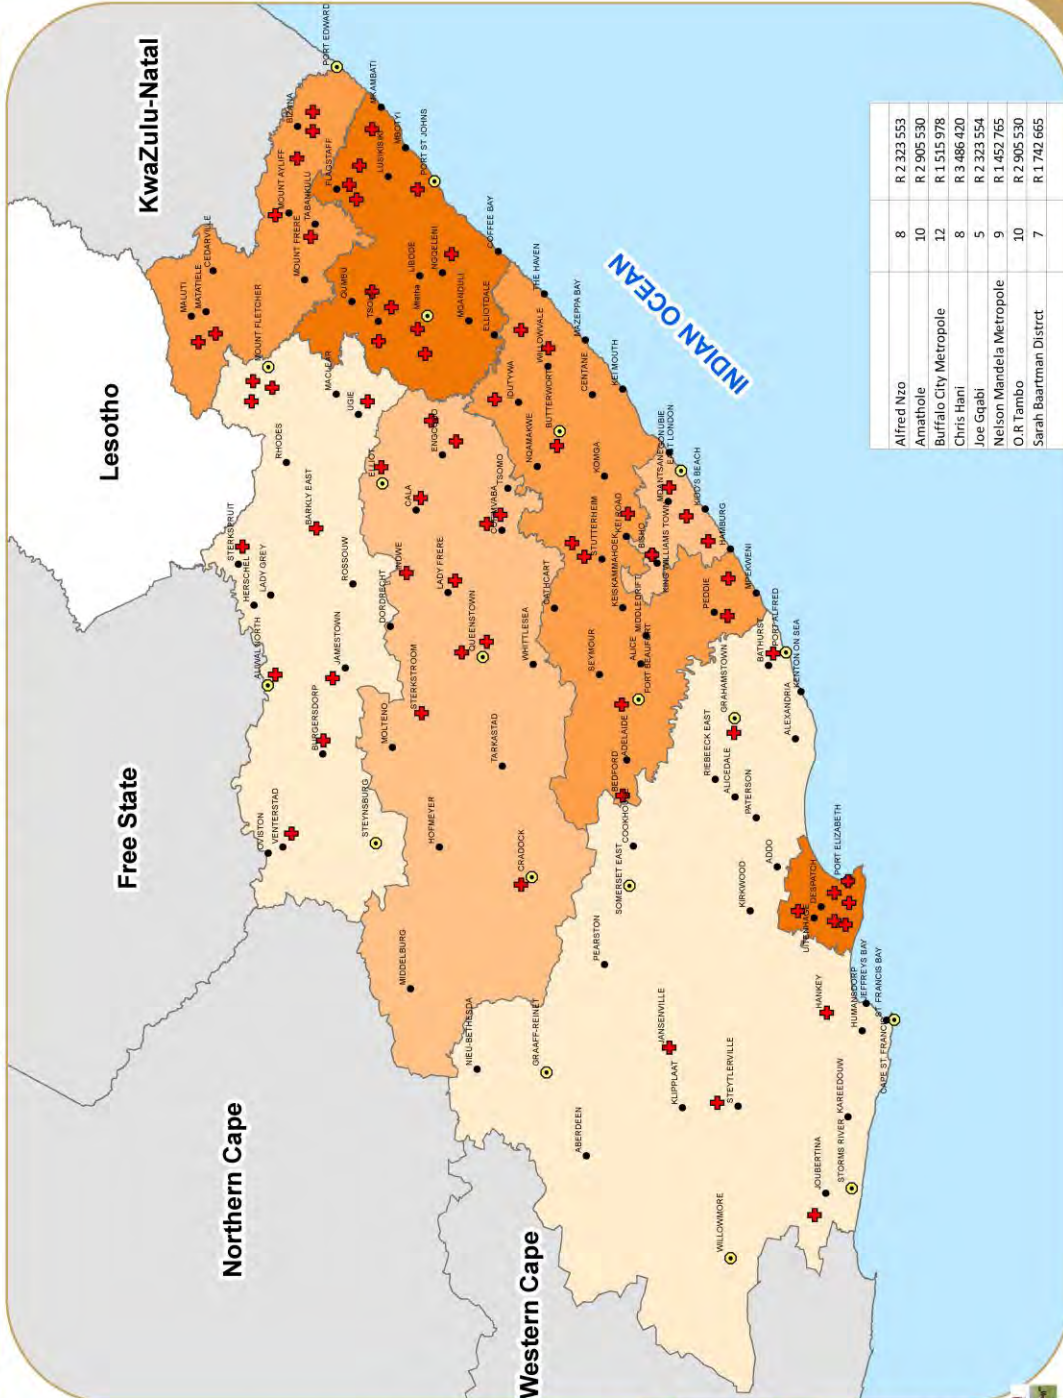 Northern Cape
Free State
Lesotho
KwaZulu-Natal
Western Cape
INDIAN OCEAN
MALUTI
MATATIELE
CEDARVILLE
MOUNT FLETCHER
MOUNT FRERE
MOUNT AYLIFF
TABANKULU
BIZANA
PORT EDWARD
FLAGSTAFF
LUSIKISIKI
MKAMBATI
MBOTYI
PORT ST JOHNS
QUMBU
LIBODE
NGQELENI
Mthatha
MQANDULI
COFFEE BAY
ELLIOTDALE
THE HAVEN
MACLEAR
UGIE
RHODES
BARKLY EAST
STERKSPRUIT
HERSCHEL
LADY GREY
ROSSOUW
ALIWAL NORTH
JAMESTOWN
BURGERSDORP
OVISTON
VENTERSTAD
STEYNSBURG
ELLIOT
ENGCOBO
CALA
TSOMO
INDWE
LADY FRERE
DORDRECHT
QUEENSTOWN
STERKSTROOM
MOLTENO
WHITTLESEA
TARKASTAD
HOFMEYER
CRADOCK
MIDDELBURG
IDUTYWA
WILLOWVALE
MAZEPPA BAY
BUTTERWORTH
CENTANE
NQAMAKWE
KEI MOUTH
KOMGA
STUTTERHEIM
KEI ROAD
CATHCART
KEISKAMMAHOEK
MIDDLEDRIFT
SEYMOUR
ALICE
FORT BEAUFORT
ADELAIDE
BEDFORD
PEDDIE
MPEKWENI
HAMBURG
MDANTSANE
GONUBIE
EAST LONDON
KIDD'S BEACH
BISHO
KING WILLIAMS TOWN
NIEU-BETHESDA
GRAAFF-REINET
ABERDEEN
PEARSTON
SOMERSET EAST
COOKHOUSE
JANSENVILLE
KLIPPLAAT
STEYTLERVILLE
WILLOWMORE
JOUBERTINA
STORMS RIVER
KAREEDOUW
HANKEY
HUMANSDORP
JEFFREYS BAY
ST FRANCIS BAY
CAPE ST. FRANCIS
KIRKWOOD
ADDO
PATERSON
ALICEDALE
RIEBEECK EAST
GRAHAMSTOWN
ALEXANDRIA
BATHURST
PORT ALFRED
KENTON ON SEA
UITENHAGE
DESPATCH
PORT ELIZABETH
Alfred Nzo 8 R 2 323 553
Amathole 10 R 2 905 530
Buffalo City Metropole 12 R 1 515 978
Chris Hani 8 R 3 486 420
Joe Gqabi 5 R 2 323 554
Nelson Mandela Metropole 9 R 1 452 765
O.R Tambo 10 R 2 905 530
Sarah Baartman Distrct 7 R 1 742 665